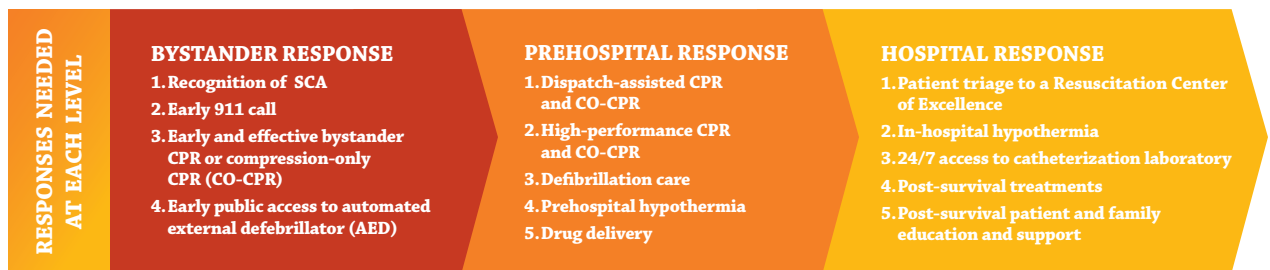 RESPONSES NEEDED
AT EACH LEVEL
BYSTANDER RESPONSE
1. Recognition of SCA
2. Early 911 call
3. Early and effective bystander
CPR or compression-only
CPR (CO-CPR)
4. Early public access to automated
external defebrillator (AED)
PREHOSPITAL RESPONSE
1. Dispatch-assisted CPR
and CO-CPR
2. High-performance CPR
and CO-CPR
3. Defibrillation care
4. Prehospital hypothermia
5. Drug delivery
HOSPITAL RESPONSE
1. Patient triage to a Resuscitation Center
of Excellence
2. In-hospital hypothermia
3. 24/7 access to catheterization laboratory
4. Post-survival treatments
5. Post-survival patient and family
education and support